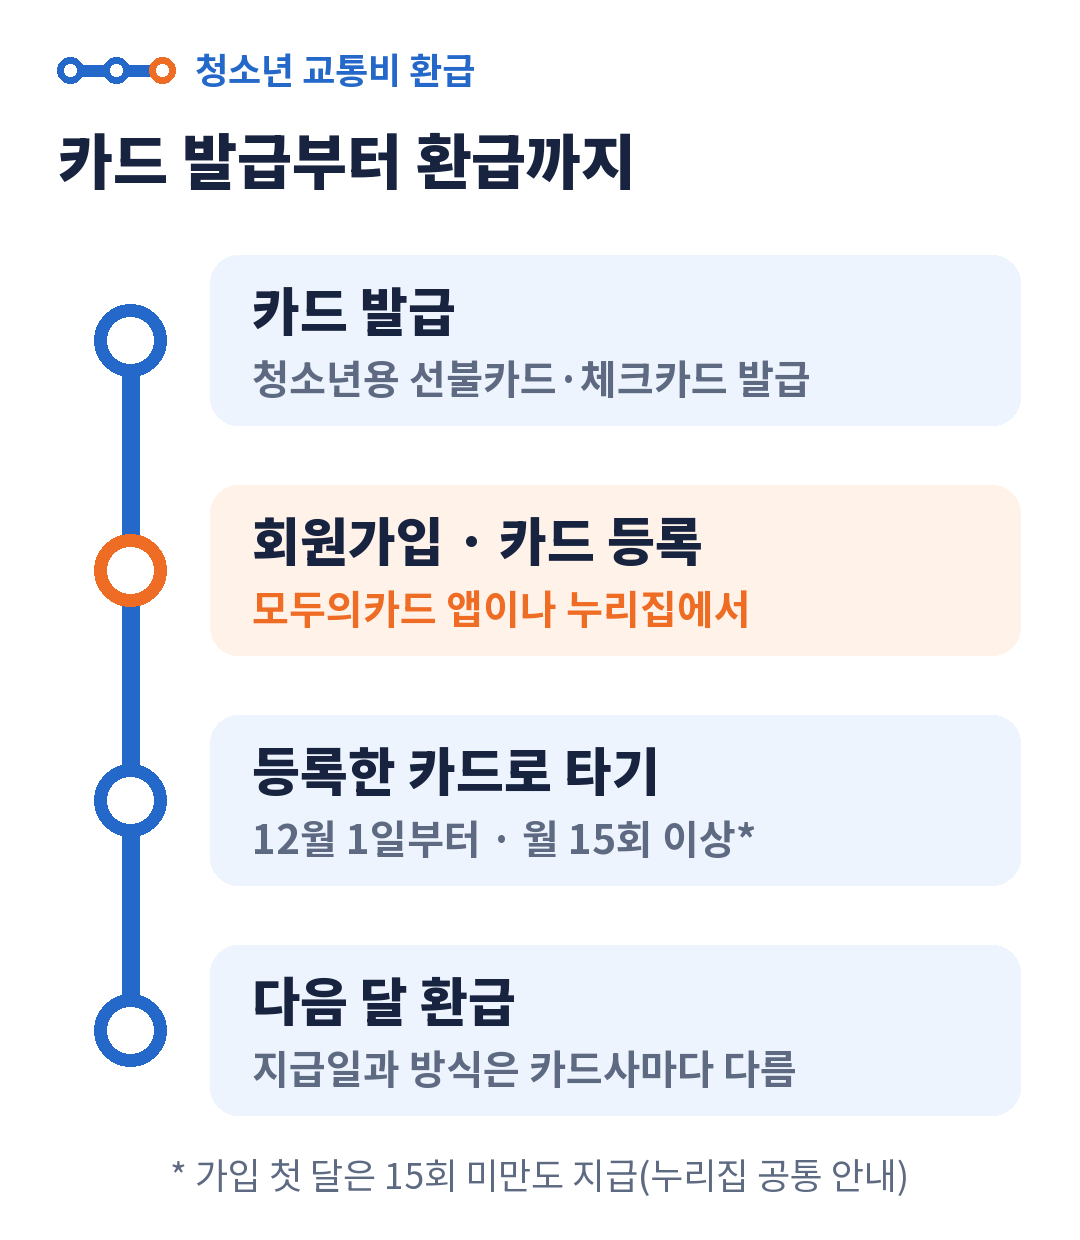 청소년 교통비 환급
카드 발급부터 환급까지
카드 발급
청소년용 선불카드·체크카드 발급
회원가입 · 카드 등록
모두의카드 앱이나 누리집에서
등록한 카드로 타기
12월 1일부터 · 월 15회 이상*
다음 달 환급
지급일과 방식은 카드사마다 다름
* 가입 첫 달은 15회 미만도 지급(누리집 공통 안내)